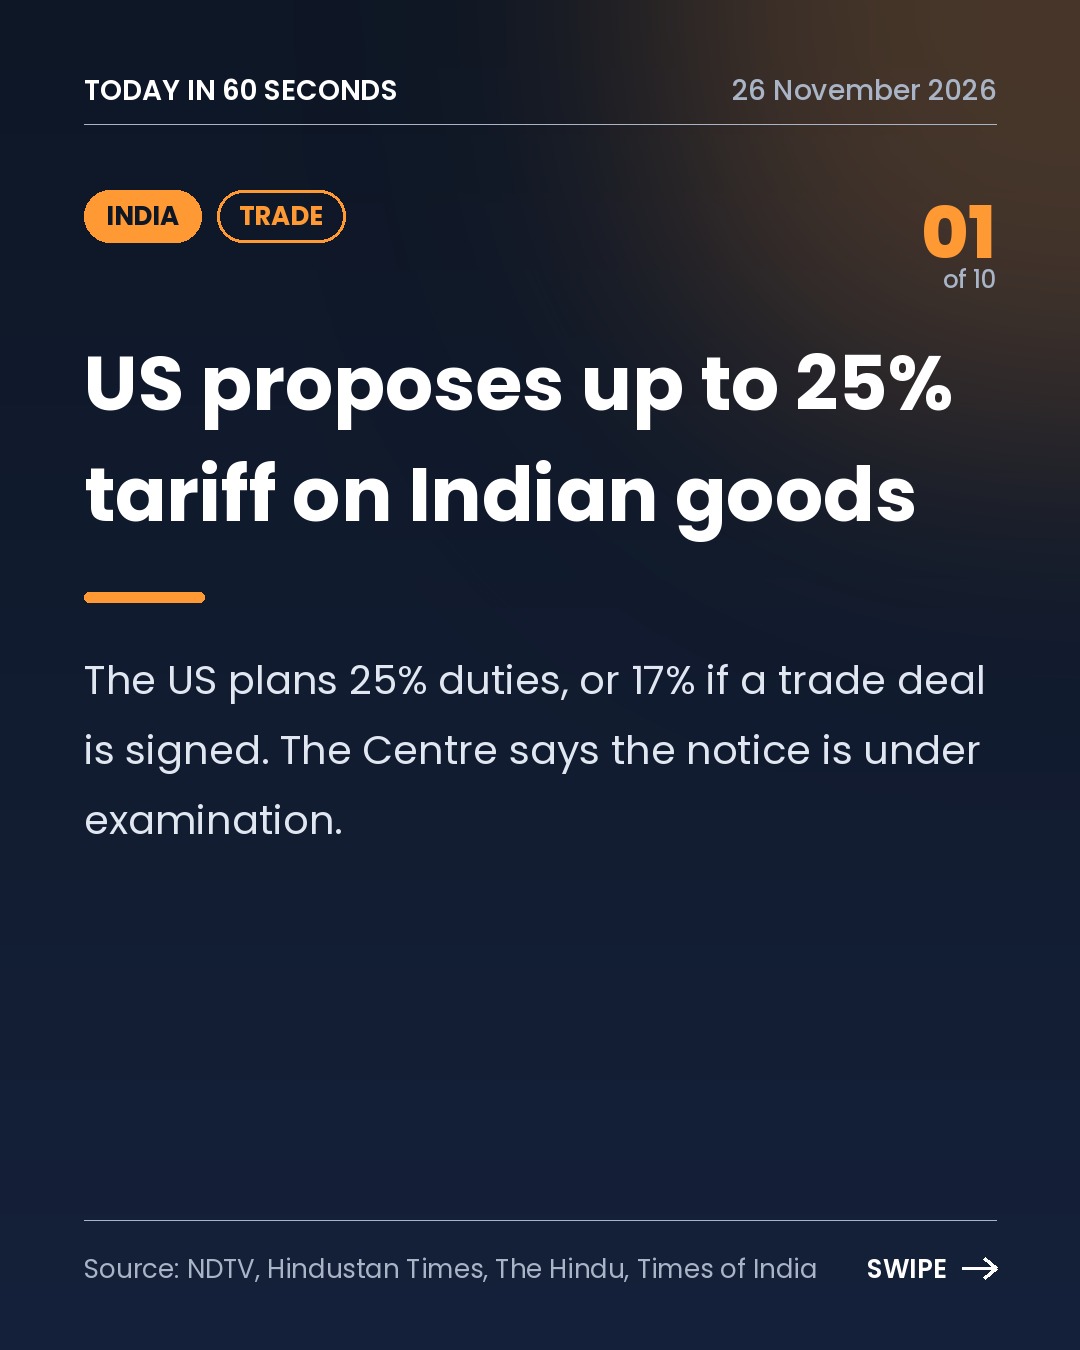 TODAY IN 60 SECONDS
26 November 2026
INDIA
TRADE
01
of 10
US proposes up to 25%
tariff on Indian goods
The US plans 25% duties, or 17% if a trade deal
is signed. The Centre says the notice is under
examination.
Source: NDTV, Hindustan Times, The Hindu, Times of India
SWIPE →